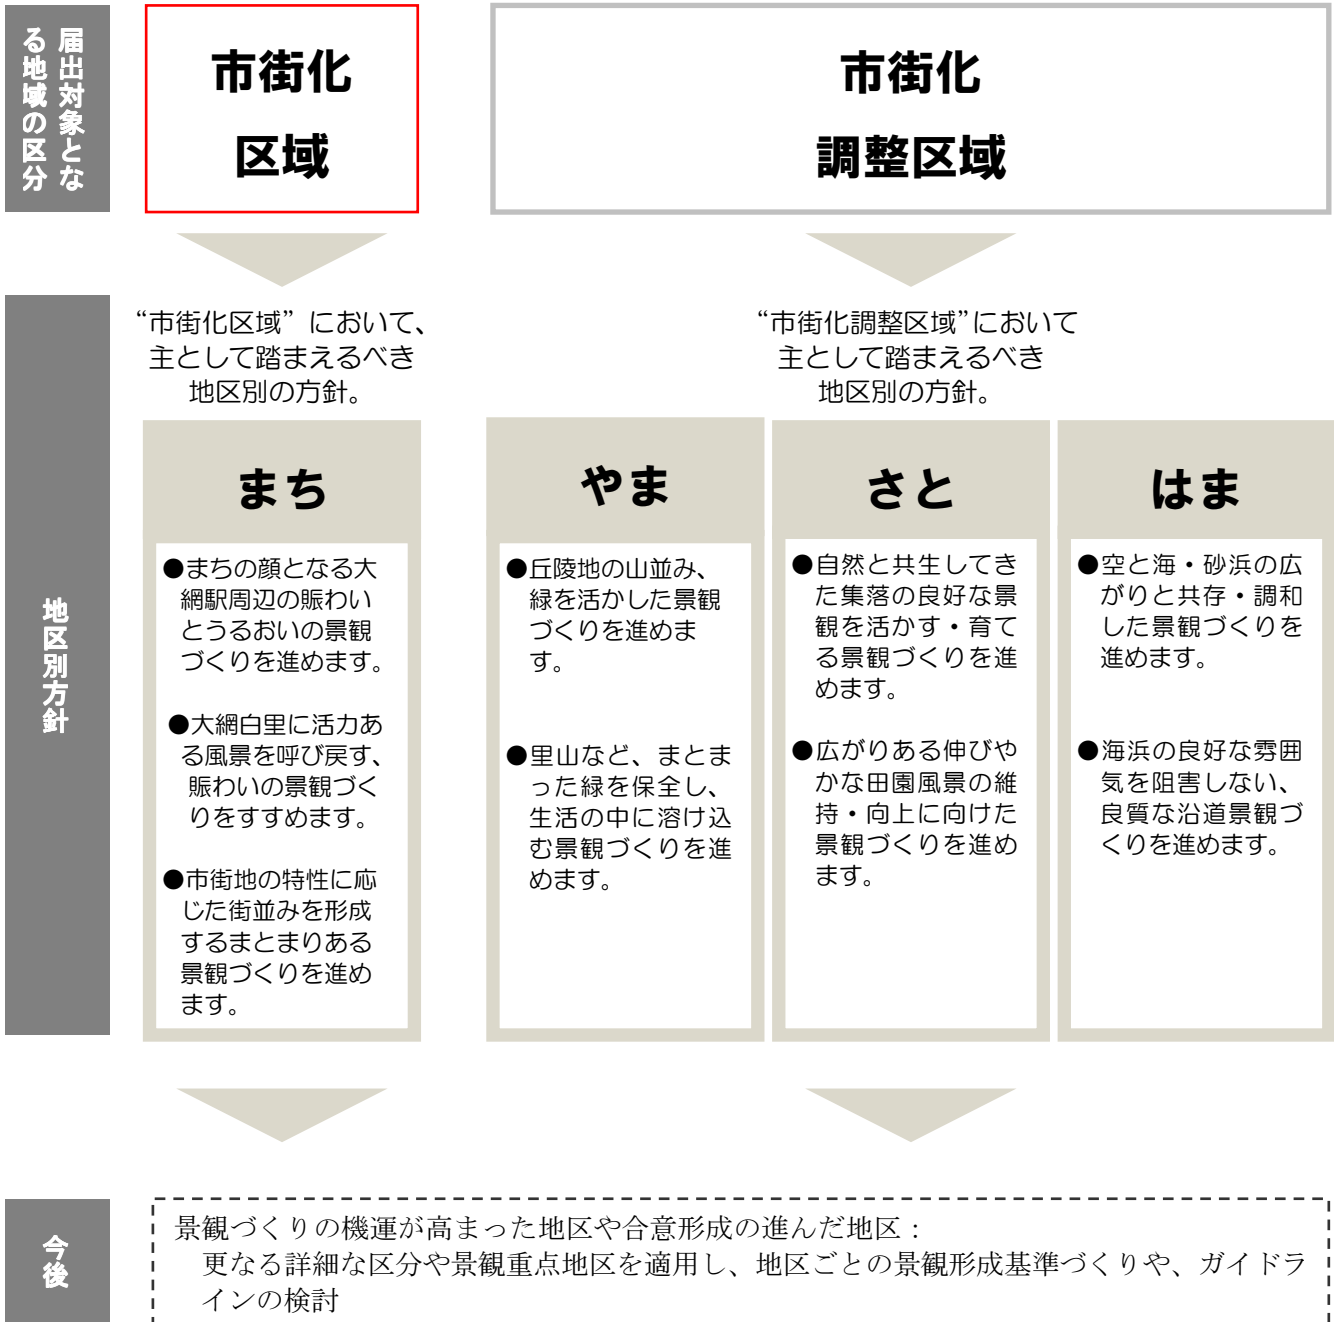 届出対象とな
る地域の区分
市街化
区域
市街化
調整区域
地区別方針
“市街化区域”において、
主として踏まえるべき
地区別の方針。
“市街化調整区域”において
主として踏まえるべき
地区別の方針。
まち
●まちの顔となる大
網駅周辺の賑わい
とうるおいの景観
づくりを進めます。
●大網白里に活力あ
る風景を呼び戻す、
賑わいの景観づく
りをすすめます。
●市街地の特性に応
じた街並みを形成
するまとまりある
景観づくりを進め
ます。
やま
●丘陵地の山並み、
緑を活かした景観
づくりを進めま
す。
●里山など、まとま
った緑を保全し、
生活の中に溶け込
む景観づくりを進
めます。
さと
●自然と共生してき
た集落の良好な景
観を活かす・育て
る景観づくりを進
めます。
●広がりある伸びや
かな田園風景の維
持・向上に向けた
景観づくりを進め
ます。
はま
●空と海・砂浜の広
がりと共存・調和
した景観づくりを
進めます。
●海浜の良好な雰囲
気を阻害しない、
良質な沿道景観づ
くりを進めます。
今後
景観づくりの機運が高まった地区や合意形成の進んだ地区：
更なる詳細な区分や景観重点地区を適用し、地区ごとの景観形成基準づくりや、ガイドラ
インの検討